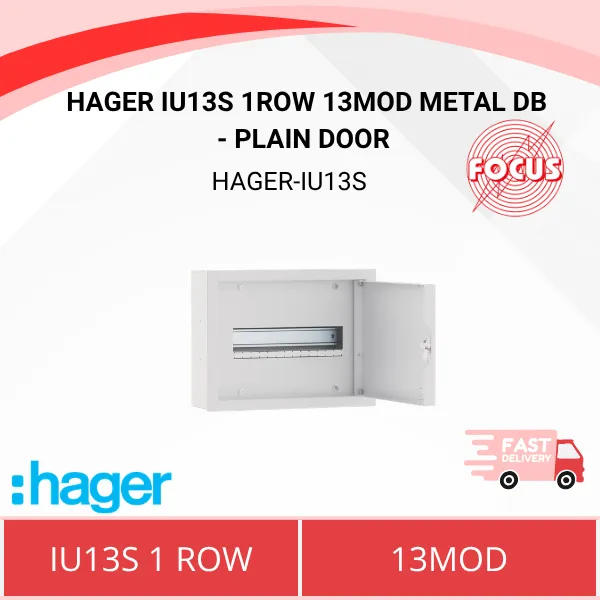 HAGER IU13S 1ROW 13MOD METAL DB
- PLAIN DOOR
HAGER-IU13S
FOCUS
FAST
DELIVERY
:hager
IU13S 1 ROW
13MOD